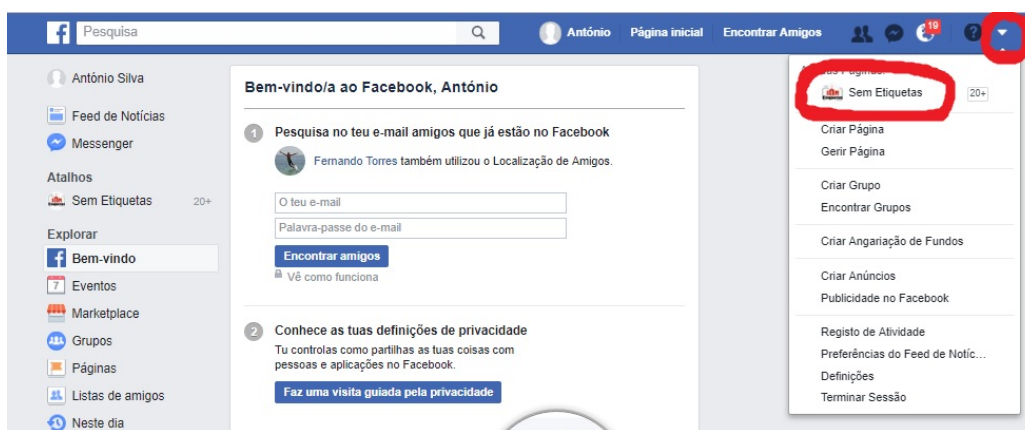 Pesquisa
António
Página inicial
Encontrar Amigos
19
António Silva
Feed de Notícias
Messenger
Atalhos
Sem Etiquetas 20+
Explorar
Bem-vindo
7 Eventos
Marketplace
Grupos
Páginas
Listas de amigos
Neste dia
Bem-vindo/a ao Facebook, António
1 Pesquisa no teu e-mail amigos que já estão no Facebook
Fernando Torres também utilizou o Localização de Amigos.
O teu e-mail
Palavra-passe do e-mail
Encontrar amigos
Vê como funciona
2 Conhece as tuas definições de privacidade
Tu controlas como partilhas as tuas coisas com
pessoas e aplicações no Facebook.
Faz uma visita guiada pela privacidade
Páginas:
Sem Etiquetas 20+
Criar Página
Gerir Página
Criar Grupo
Encontrar Grupos
Criar Angariação de Fundos
Criar Anúncios
Publicidade no Facebook
Registo de Atividade
Preferências do Feed de Notíc...
Definições
Terminar Sessão